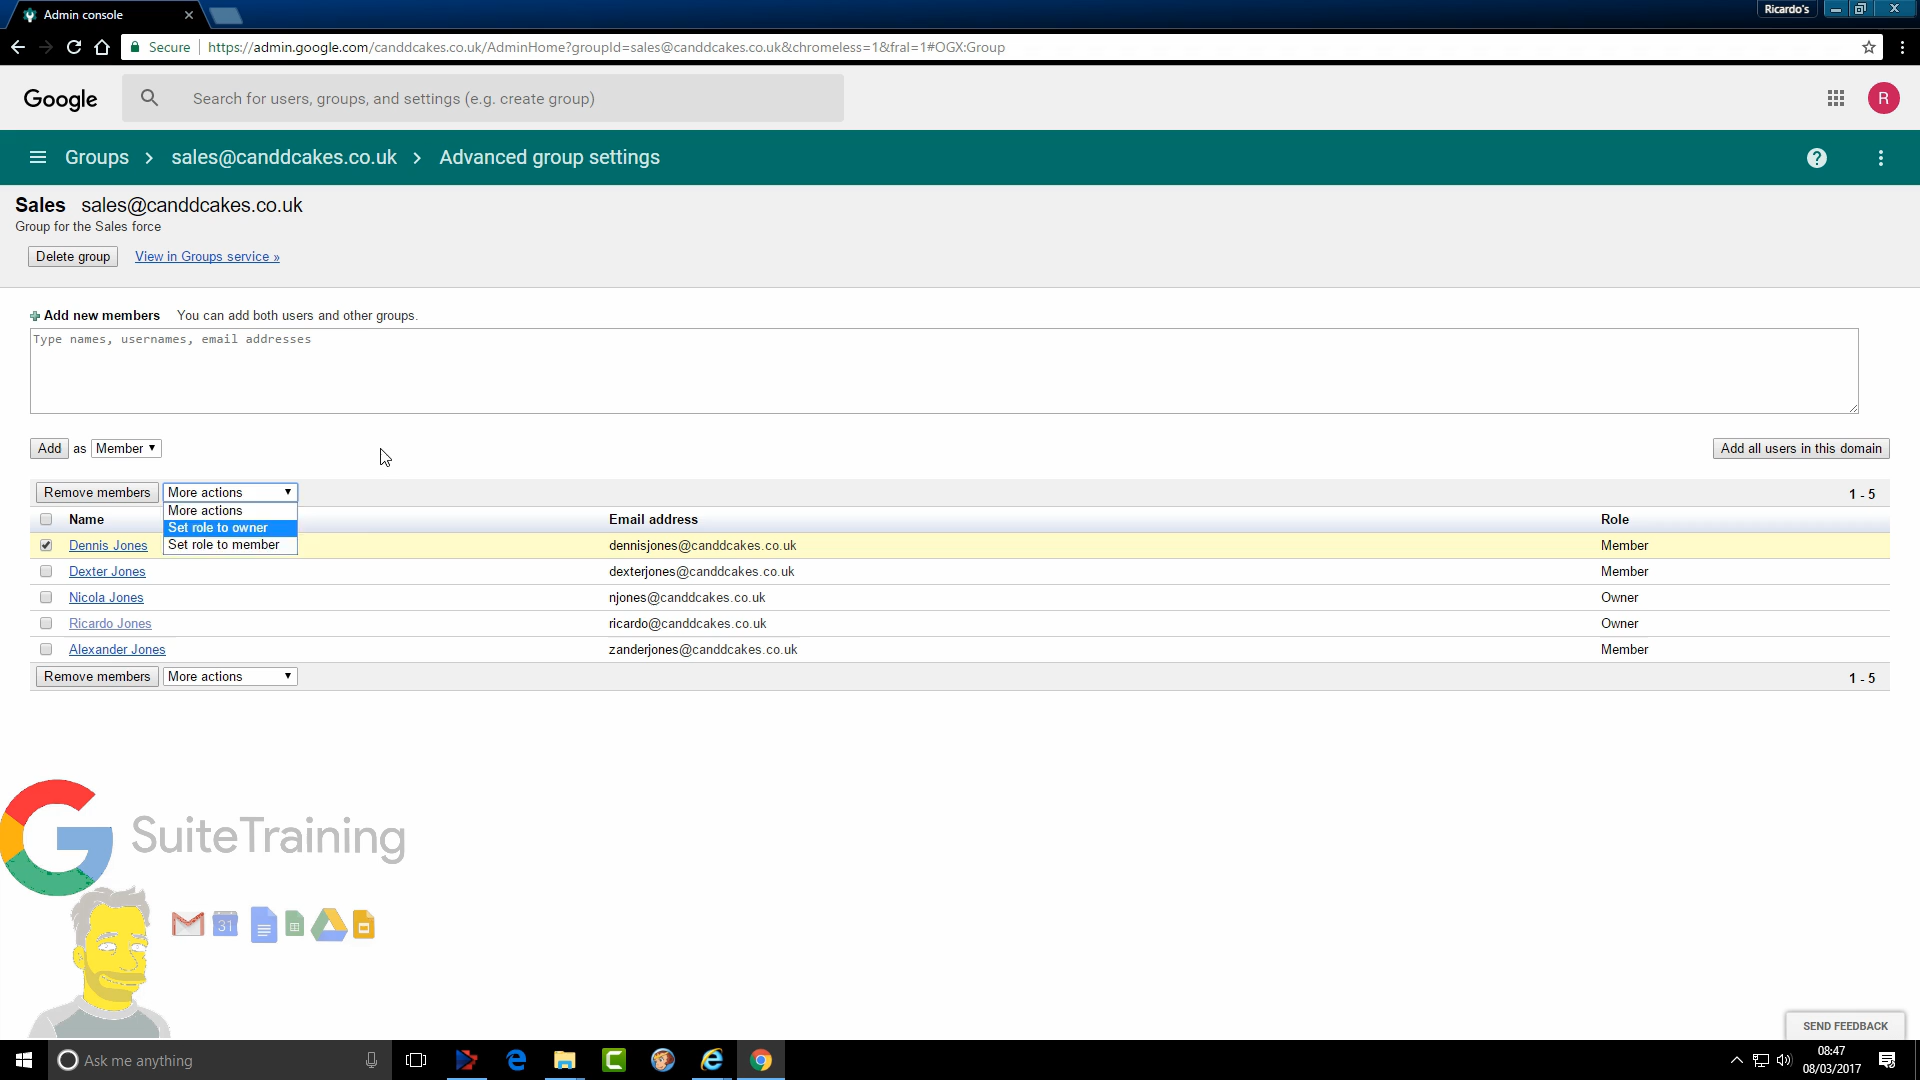 Admin console
Ricardo's
Secure
https://admin.google.com/canddcakes.co.uk/AdminHome?groupId=sales@canddcakes.co.uk&chromeless=1&fral=1#OGX:Group
Google
Search for users, groups, and settings (e.g. create group)
R
Groups > sales@canddcakes.co.uk > Advanced group settings
Sales sales@canddcakes.co.uk
Group for the Sales force
Delete group View in Groups service »
Add new members You can add both users and other groups.
Type names, usernames, email addresses
Add as Member
Add all users in this domain
Remove members More actions 1 - 5
More actions
Set role to owner
Set role to member
Name Email address Role
Dennis Jones dennisjones@canddcakes.co.uk Member
Dexter Jones dexterjones@canddcakes.co.uk Member
Nicola Jones njones@canddcakes.co.uk Owner
Ricardo Jones ricardo@canddcakes.co.uk Owner
Alexander Jones zanderjones@canddcakes.co.uk Member
Remove members More actions 1 - 5
G SuiteTraining
31
SEND FEEDBACK
Ask me anything
08:47
08/03/2017